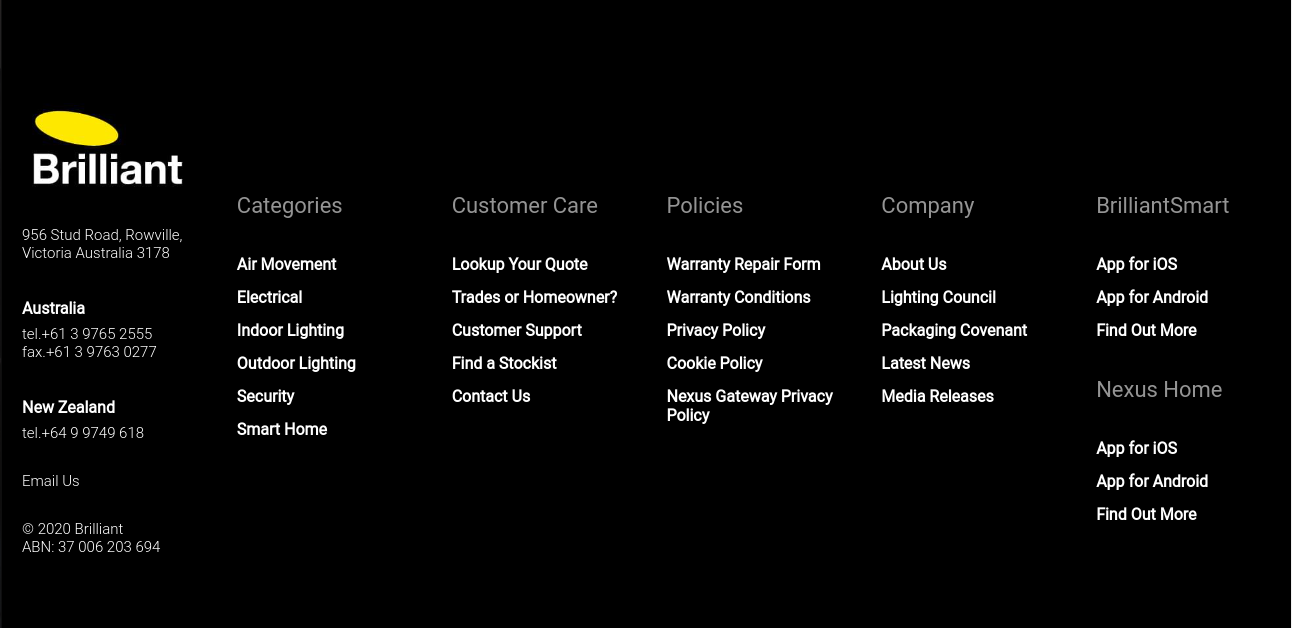 Brilliant
956 Stud Road, Rowville,
Victoria Australia 3178
Australia
tel.+61 3 9765 2555
fax.+61 3 9763 0277
New Zealand
tel.+64 9 9749 618
Email Us
© 2020 Brilliant
ABN: 37 006 203 694
Categories
Air Movement
Electrical
Indoor Lighting
Outdoor Lighting
Security
Smart Home
Customer Care
Lookup Your Quote
Trades or Homeowner?
Customer Support
Find a Stockist
Contact Us
Policies
Warranty Repair Form
Warranty Conditions
Privacy Policy
Cookie Policy
Nexus Gateway Privacy
Policy
Company
About Us
Lighting Council
Packaging Covenant
Latest News
Media Releases
BrilliantSmart
App for iOS
App for Android
Find Out More
Nexus Home
App for iOS
App for Android
Find Out More